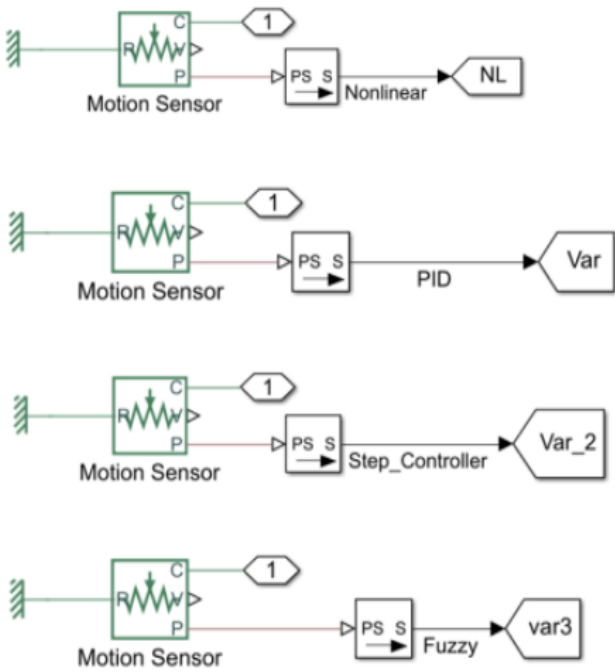 C 1
R V
P PS S Nonlinear NL
Motion Sensor
C 1
R V
P PS S PID Var
Motion Sensor
C 1
R V
P PS S Step_Controller Var_2
Motion Sensor
C 1
R V
P PS S Fuzzy var3
Motion Sensor